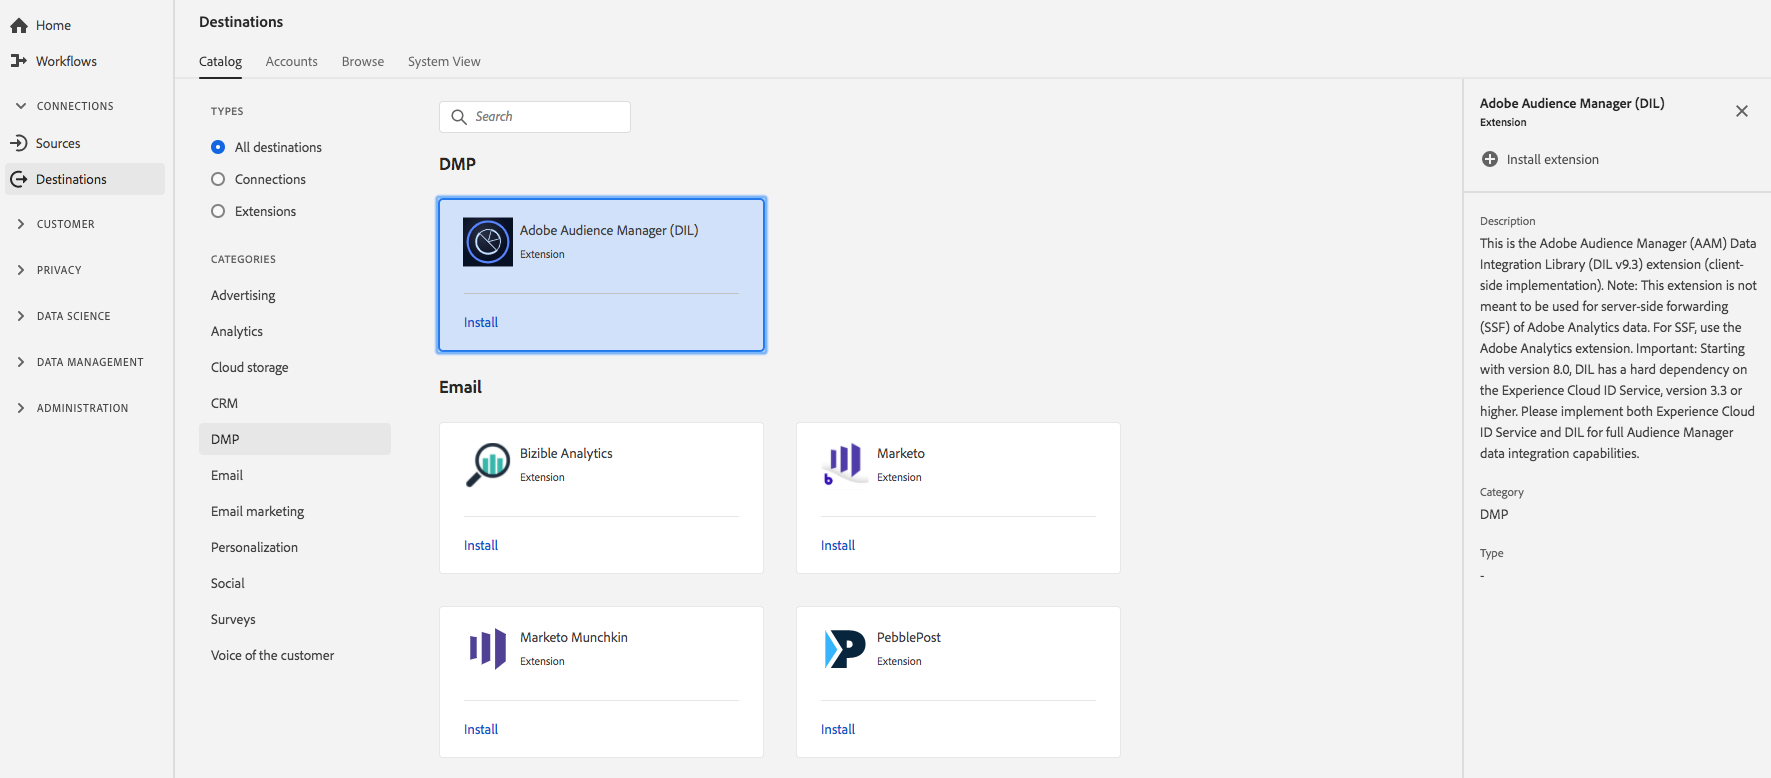 Home
Workflows
CONNECTIONS
Sources
Destinations
CUSTOMER
PRIVACY
DATA SCIENCE
DATA MANAGEMENT
ADMINISTRATION
Destinations
Catalog Accounts Browse System View
TYPES
All destinations
Connections
Extensions
CATEGORIES
Advertising
Analytics
Cloud storage
CRM
DMP
Email
Email marketing
Personalization
Social
Surveys
Voice of the customer
Search
DMP
Adobe Audience Manager (DIL)
Extension
Install
Email
Bizible Analytics
Extension
Install
Marketo
Extension
Install
Marketo Munchkin
Extension
Install
PebblePost
Extension
Install
Adobe Audience Manager (DIL)
Extension
Install extension
Description
This is the Adobe Audience Manager (AAM) Data
Integration Library (DIL v9.3) extension (client-
side implementation). Note: This extension is not
meant to be used for server-side forwarding
(SSF) of Adobe Analytics data. For SSF, use the
Adobe Analytics extension. Important: Starting
with version 8.0, DIL has a hard dependency on
the Experience Cloud ID Service, version 3.3 or
higher. Please implement both Experience Cloud
ID Service and DIL for full Audience Manager
data integration capabilities.
Category
DMP
Type
-